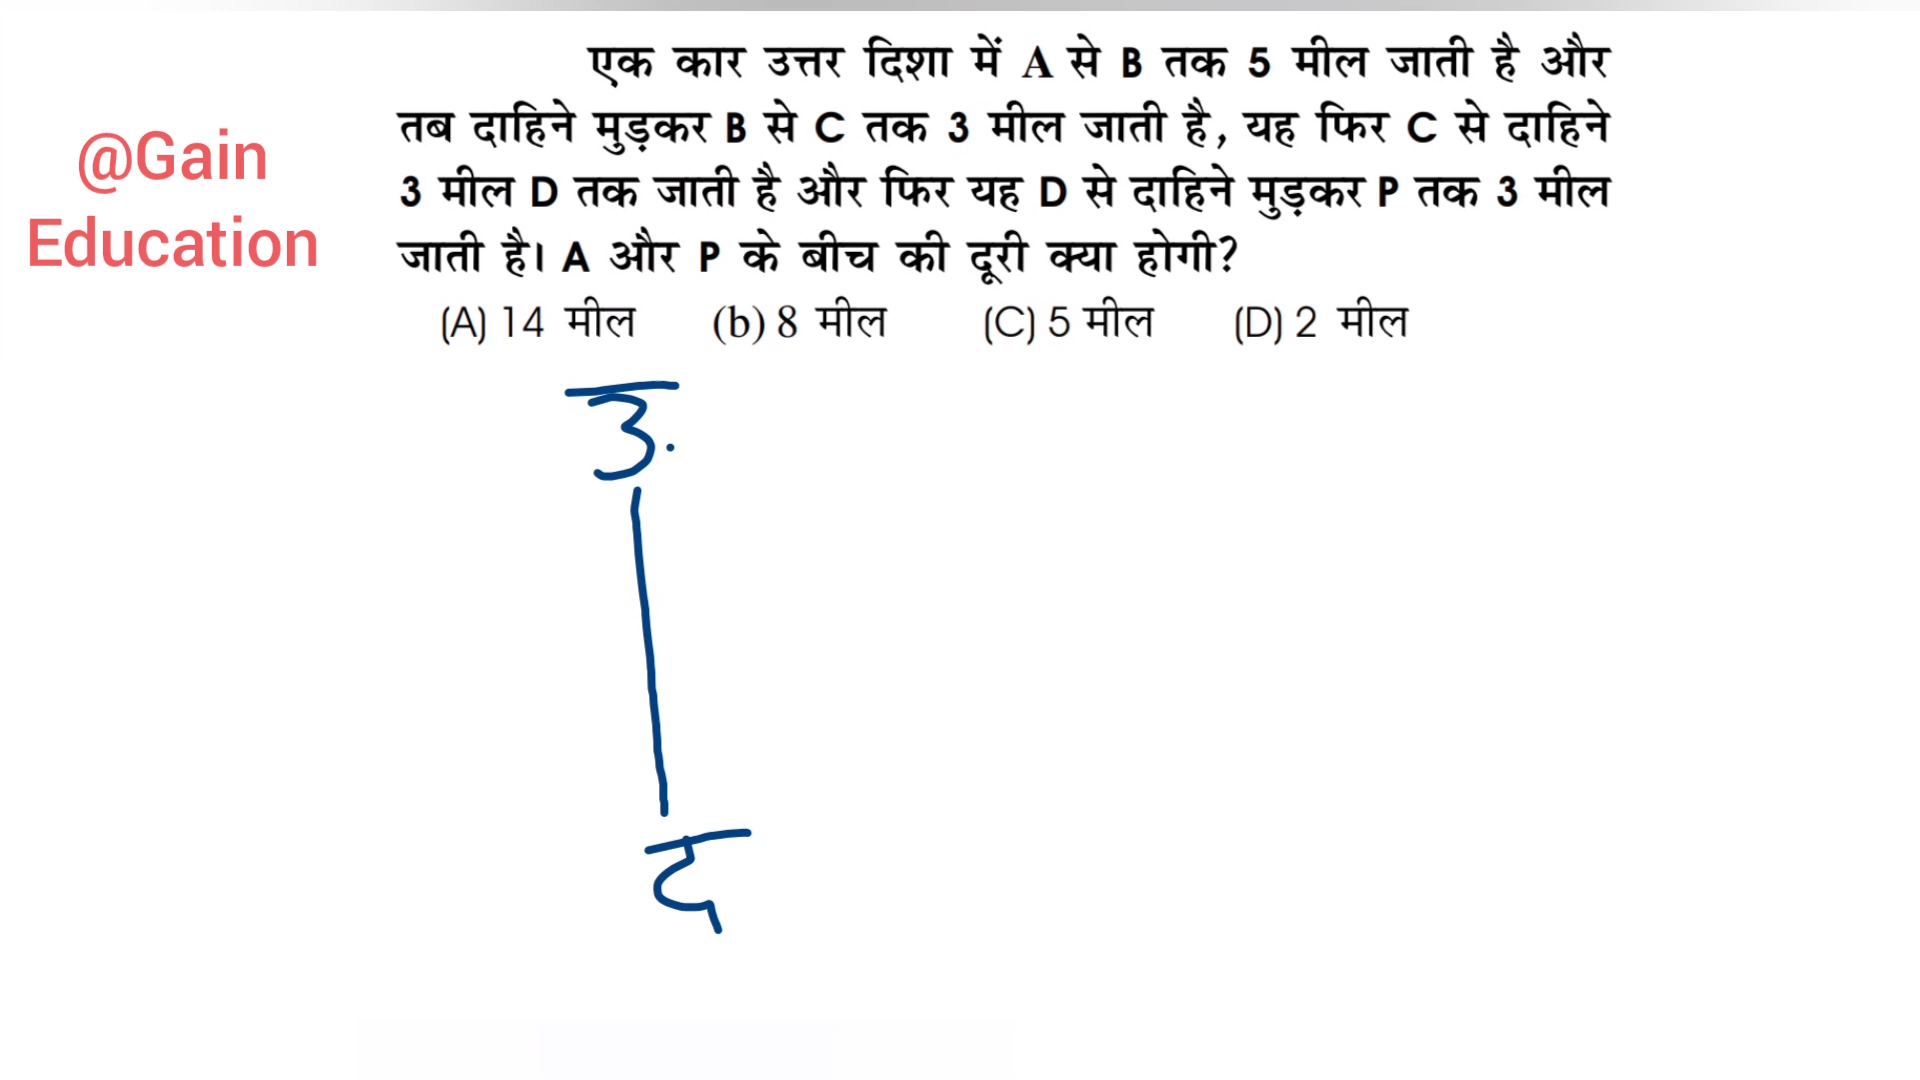 एक कार उत्तर दिशा में A से B तक 5 मील जाती है और
तब दाहिने मुड़कर B से C तक 3 मील जाती है, यह फिर C से दाहिने
3 मील D तक जाती है और फिर यह D से दाहिने मुड़कर P तक 3 मील
जाती है। A और P के बीच की दूरी क्या होगी?
(A) 14 मील (b) 8 मील (C) 5 मील (D) 2 मील
@Gain
Education
उ.
द